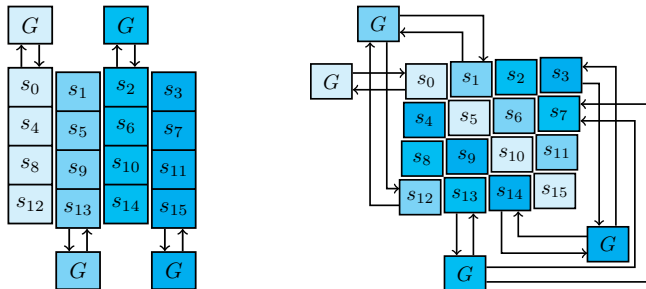 G G
s₀ s₁ s₂ s₃
s₄ s₅ s₆ s₇
s₈ s₉ s₁₀ s₁₁
s₁₂ s₁₃ s₁₄ s₁₅
G G
G
G
s₀ s₁ s₂ s₃
s₄ s₅ s₆ s₇
s₈ s₉ s₁₀ s₁₁
s₁₂ s₁₃ s₁₄ s₁₅
G
G